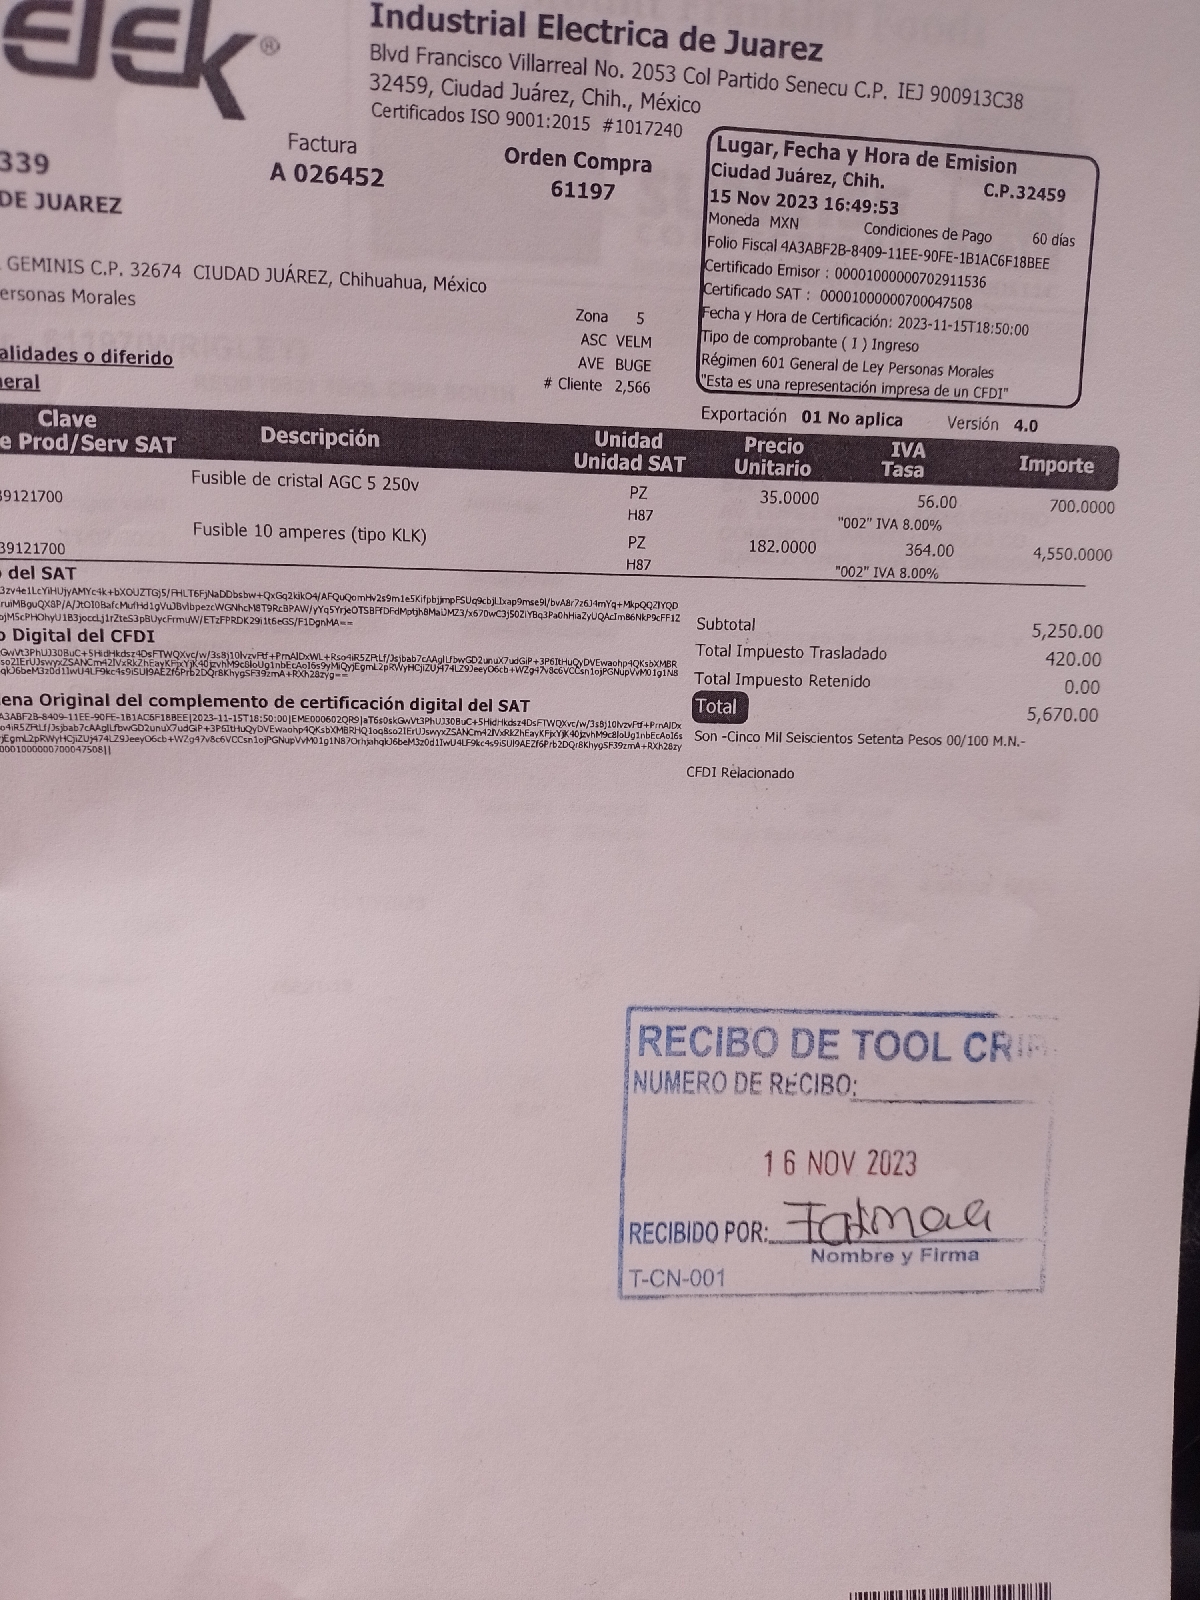 elek®
Industrial Electrica de Juarez
Blvd Francisco Villarreal No. 2053 Col Partido Senecu C.P. IEJ 900913C38
32459, Ciudad Juárez, Chih., México
Certificados ISO 9001:2015 #1017240
339
Factura
Orden Compra
A 026452
61197
DE JUAREZ
Lugar, Fecha y Hora de Emision
Ciudad Juárez, Chih. C.P.32459
15 Nov 2023 16:49:53
Moneda MXN Condiciones de Pago 60 días
Folio Fiscal 4A3ABF2B-8409-11EE-90FE-1B1AC6F18BEE
Certificado Emisor : 00001000000702911536
Certificado SAT : 00001000000700047508
Fecha y Hora de Certificación: 2023-11-15T18:50:00
Tipo de comprobante ( I ) Ingreso
Régimen 601 General de Ley Personas Morales
"Esta es una representación impresa de un CFDI"
GEMINIS C.P. 32674 CIUDAD JUÁREZ, Chihuahua, México
ersonas Morales
Zona 5
ASC VELM
AVE BUGE
# Cliente 2,566
alidades o diferido
neral
Exportación 01 No aplica Versión 4.0
Clave
e Prod/Serv SAT
Descripción
Unidad
Unidad SAT
Precio
Unitario
IVA
Tasa
Importe
39121700
Fusible de cristal AGC 5 250v
PZ
H87
35.0000
56.00
"002" IVA 8.00%
700.0000
39121700
Fusible 10 amperes (tipo KLK)
PZ
H87
182.0000
364.00
"002" IVA 8.00%
4,550.0000
del SAT
o Digital del CFDI
ena Original del complemento de certificación digital del SAT
Subtotal 5,250.00
Total Impuesto Trasladado 420.00
Total Impuesto Retenido 0.00
Total 5,670.00
Son -Cinco Mil Seiscientos Setenta Pesos 00/100 M.N.-
CFDI Relacionado
RECIBO DE TOOL CRIB
NUMERO DE RECIBO:
16 NOV 2023
RECIBIDO POR:
Nombre y Firma
T-CN-001